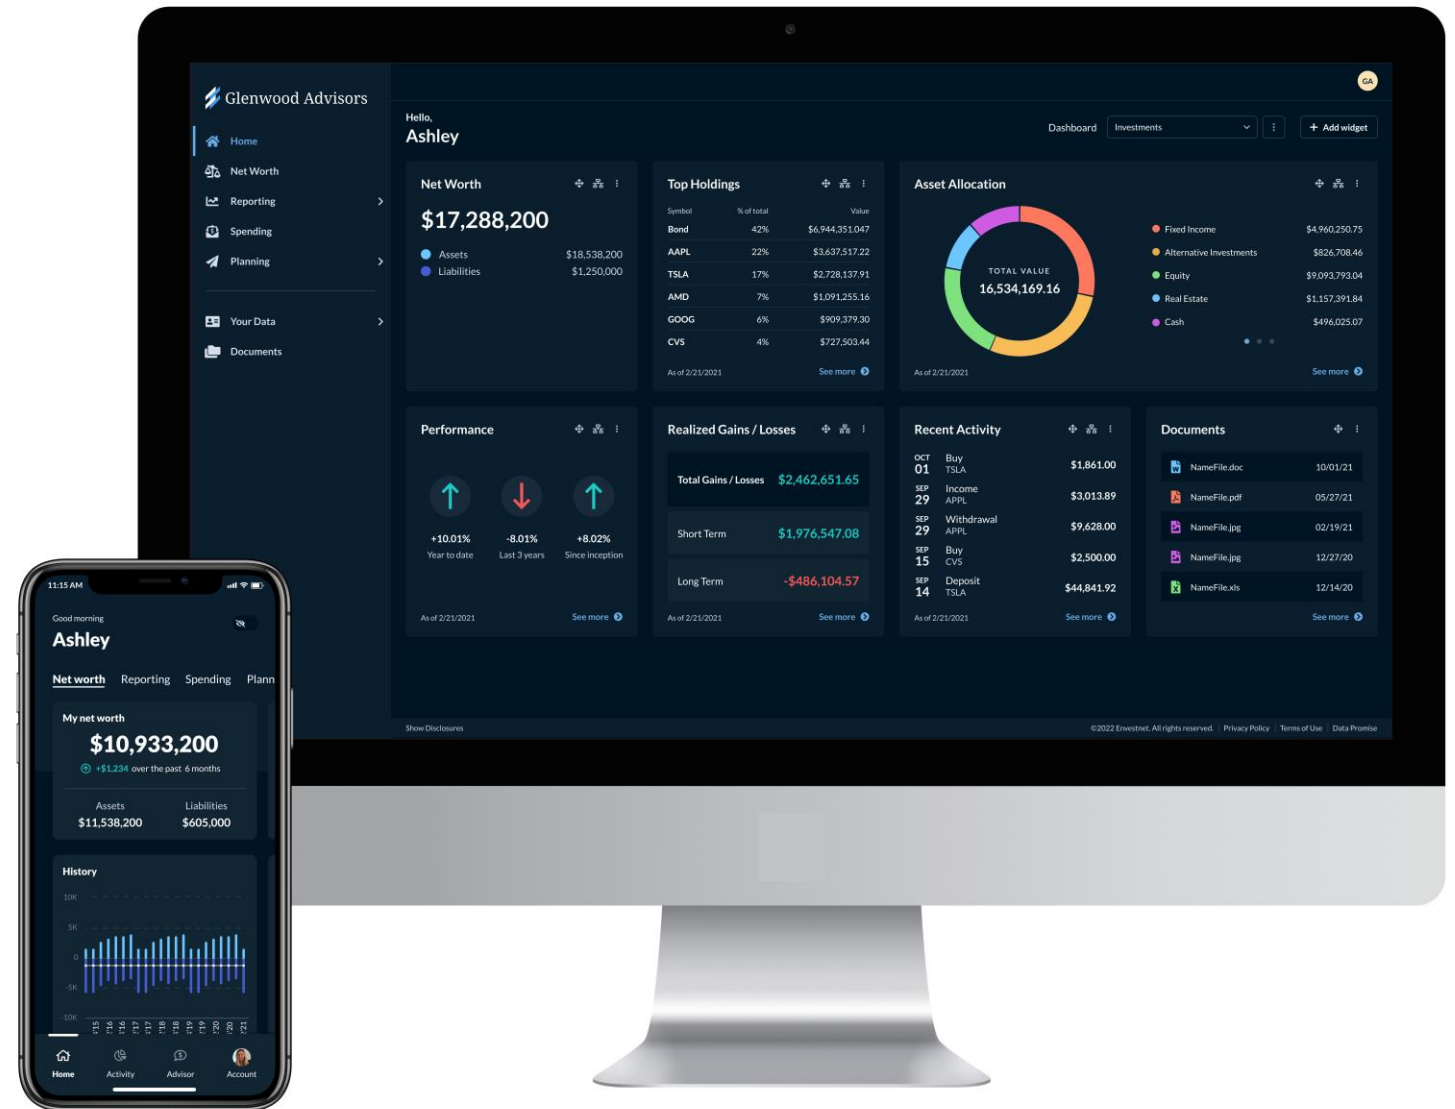 GA
Glenwood Advisors
Home
Net Worth
Reporting
Spending
Planning
Your Data
Documents
Hello,
Ashley
Dashboard Investments + Add widget
Net Worth
$17,288,200
Assets $18,538,200
Liabilities $1,250,000
Top Holdings
Symbol % of total Value
Bond 42% $6,944,351.047
AAPL 22% $3,637,517.22
TSLA 17% $2,728,137.91
AMD 7% $1,091,255.16
GOOG 6% $909,379.30
CVS 4% $727,503.44
As of 2/21/2021 See more
Asset Allocation
TOTAL VALUE
16,534,169.16
Fixed Income $4,960,250.75
Alternative Investments $826,708.46
Equity $9,093,793.04
Real Estate $1,157,391.84
Cash $496,025.07
As of 2/21/2021 See more
Performance
+10.01% -8.01% +8.02%
Year to date Last 3 years Since inception
As of 2/21/2021 See more
Realized Gains / Losses
Total Gains / Losses $2,462,651.65
Short Term $1,976,547.08
Long Term -$486,104.57
As of 2/21/2021 See more
Recent Activity
OCT Buy
01 TSLA $1,861.00
SEP Income
29 APPL $3,013.89
SEP Withdrawal
29 APPL $9,628.00
SEP Buy
15 CVS $2,500.00
SEP Deposit
14 TSLA $44,841.92
As of 2/21/2021 See more
Documents
NameFile.doc 10/01/21
NameFile.pdf 05/27/21
NameFile.jpg 02/19/21
NameFile.jpg 12/27/20
NameFile.xls 12/14/20
See more
Show Disclosures ©2022 Envestnet, All rights reserved. Privacy Policy Terms of Use Data Promise
11:15 AM
Good morning
Ashley
Net worth Reporting Spending Plann
My net worth
$10,933,200
+$1,234 over the past 6 months
Assets Liabilities
$11,538,200 $605,000
History
10K
5K
0
-5K
-10K
Home Activity Advisor Account